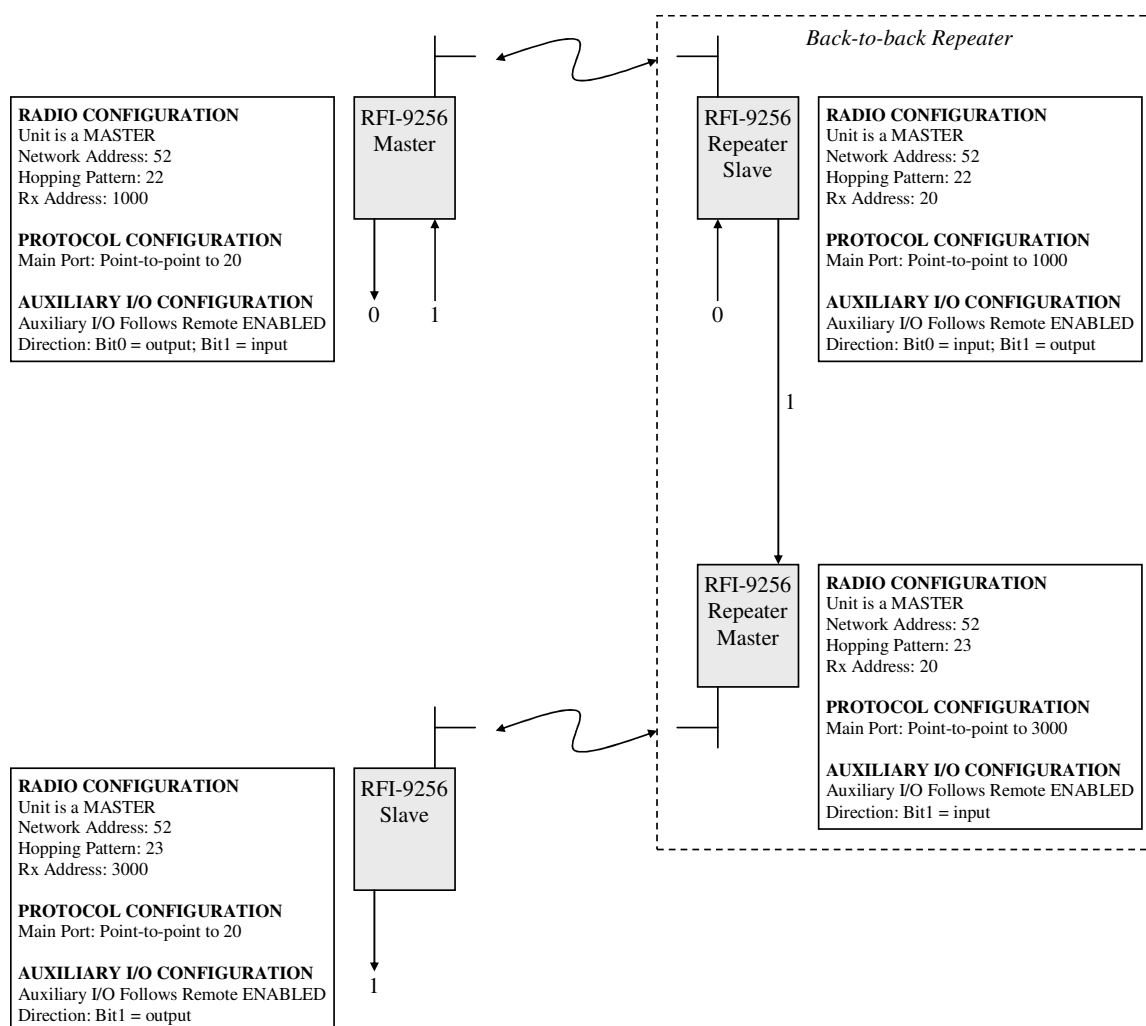 Back-to-back Repeater
RADIO CONFIGURATION
Unit is a MASTER
Network Address: 52
Hopping Pattern: 22
Rx Address: 1000
PROTOCOL CONFIGURATION
Main Port: Point-to-point to 20
AUXILIARY I/O CONFIGURATION
Auxiliary I/O Follows Remote ENABLED
Direction: Bit0 = output; Bit1 = input
RFI-9256
Master
0
1
RFI-9256
Repeater
Slave
0
1
RADIO CONFIGURATION
Unit is a MASTER
Network Address: 52
Hopping Pattern: 22
Rx Address: 20
PROTOCOL CONFIGURATION
Main Port: Point-to-point to 1000
AUXILIARY I/O CONFIGURATION
Auxiliary I/O Follows Remote ENABLED
Direction: Bit0 = input; Bit1 = output
RFI-9256
Repeater
Master
RADIO CONFIGURATION
Unit is a MASTER
Network Address: 52
Hopping Pattern: 23
Rx Address: 20
PROTOCOL CONFIGURATION
Main Port: Point-to-point to 3000
AUXILIARY I/O CONFIGURATION
Auxiliary I/O Follows Remote ENABLED
Direction: Bit1 = input
RADIO CONFIGURATION
Unit is a MASTER
Network Address: 52
Hopping Pattern: 23
Rx Address: 3000
PROTOCOL CONFIGURATION
Main Port: Point-to-point to 20
AUXILIARY I/O CONFIGURATION
Auxiliary I/O Follows Remote ENABLED
Direction: Bit1 = output
RFI-9256
Slave
1